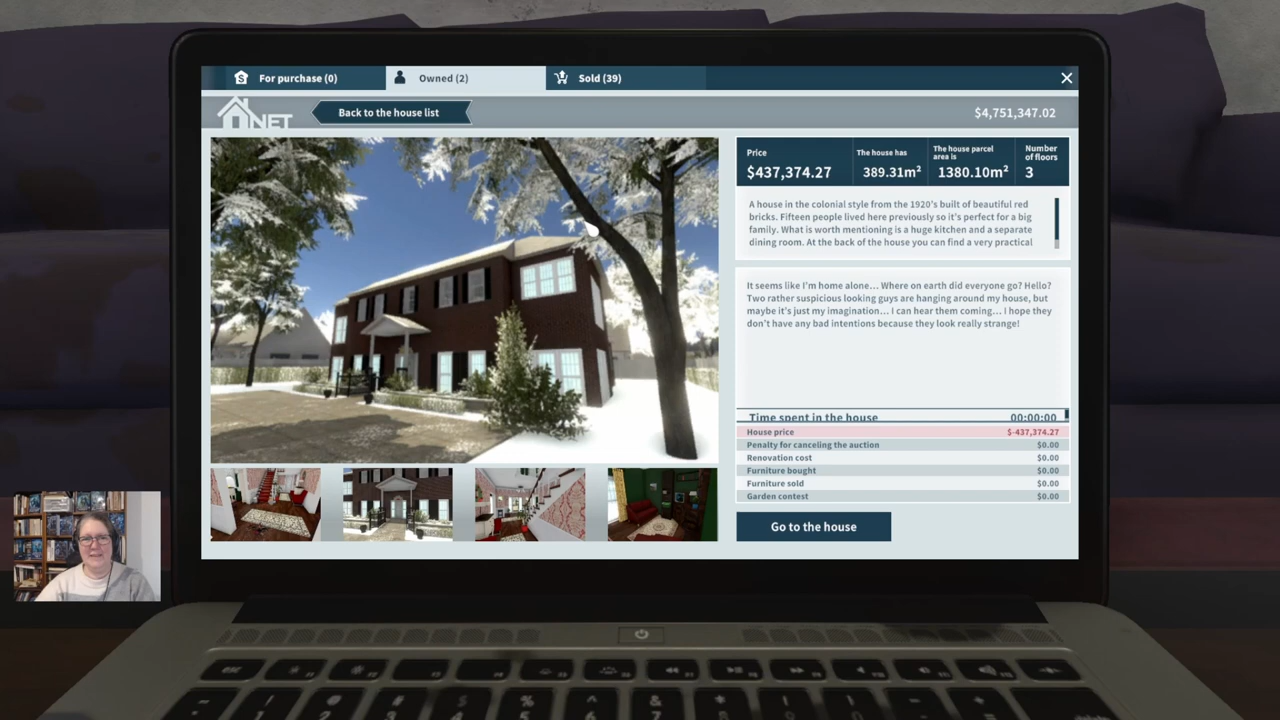 For purchase (0)
Owned (2)
Sold (39)
NET
Back to the house list
$4,751,347.02
Price
$437,374.27
The house has
389.31m²
The house parcel
area is
1380.10m²
Number
of floors
3
A house in the colonial style from the 1920's built of beautiful red
bricks. Fifteen people lived here previously so it's perfect for a big
family. What is worth mentioning is a huge kitchen and a separate
dining room. At the back of the house you can find a very practical
It seems like I'm home alone... Where on earth did everyone go? Hello?
Two rather suspicious looking guys are hanging around my house, but
maybe it's just my imagination... I can hear them coming... I hope they
don't have any bad intentions because they look really strange!
Time spent in the house 00:00:00
House price $-437,374.27
Penalty for canceling the auction $0.00
Renovation cost $0.00
Furniture bought $0.00
Furniture sold $0.00
Garden contest $0.00
Go to the house